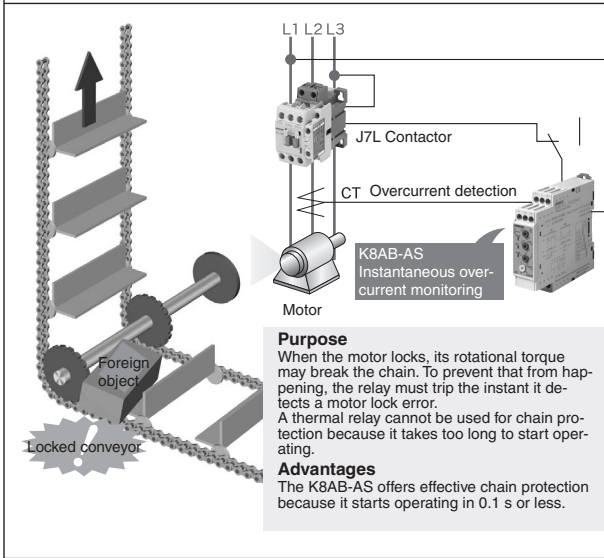 L1 L2 L3
J7L Contactor
CT Overcurrent detection
K8AB-AS
Instantaneous over-
current monitoring
Motor
Foreign
object
Locked conveyor
Purpose
When the motor locks, its rotational torque
may break the chain. To prevent that from hap-
pening, the relay must trip the instant it de-
tects a motor lock error.
A thermal relay cannot be used for chain pro-
tection because it takes too long to start oper-
ating.
Advantages
The K8AB-AS offers effective chain protection
because it starts operating in 0.1 s or less.